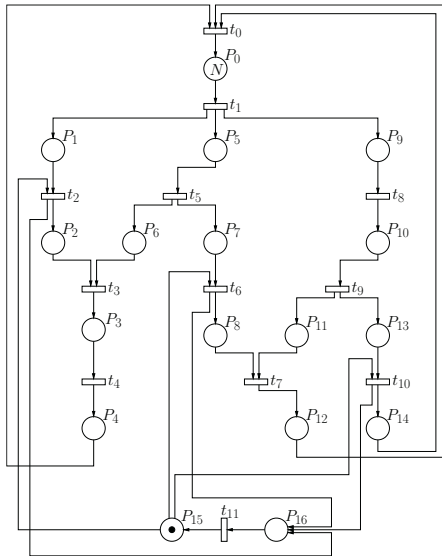 t₀
P₀
N
t₁
P₁ P₅ P₉
t₂ t₅ t₈
P₂ P₆ P₇ P₁₀
t₃ t₆ t₉
P₃ P₈ P₁₁ P₁₃
t₄ t₇ t₁₀
P₄ P₁₂ P₁₄
P₁₅ t₁₁ P₁₆